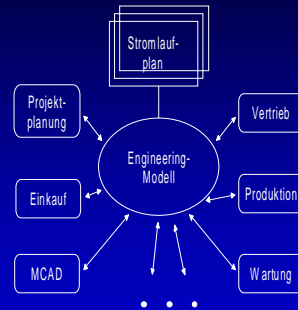 Stromlauf-
plan
Projekt-
planung
Vertrieb
Engineering-
Modell
Einkauf
Produktion
MCAD
Wartung